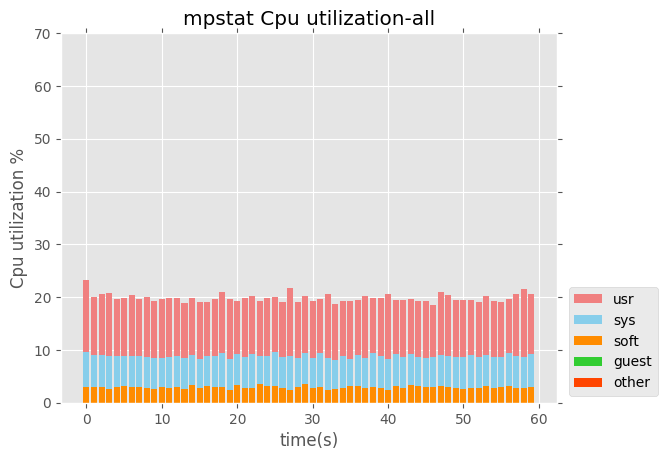 mpstat Cpu utilization-all
70
60
50
40
30
20
10
0
Cpu utilization %
0 10 20 30 40 50 60
time(s)
usr
sys
soft
guest
other